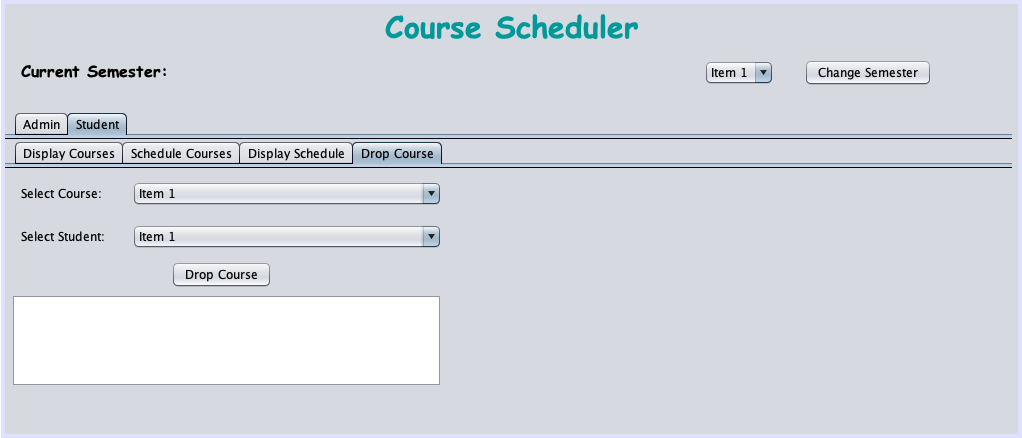 Course Scheduler
Current Semester: Item 1 Change Semester
Admin Student
Display Courses Schedule Courses Display Schedule Drop Course
Select Course: Item 1
Select Student: Item 1
Drop Course